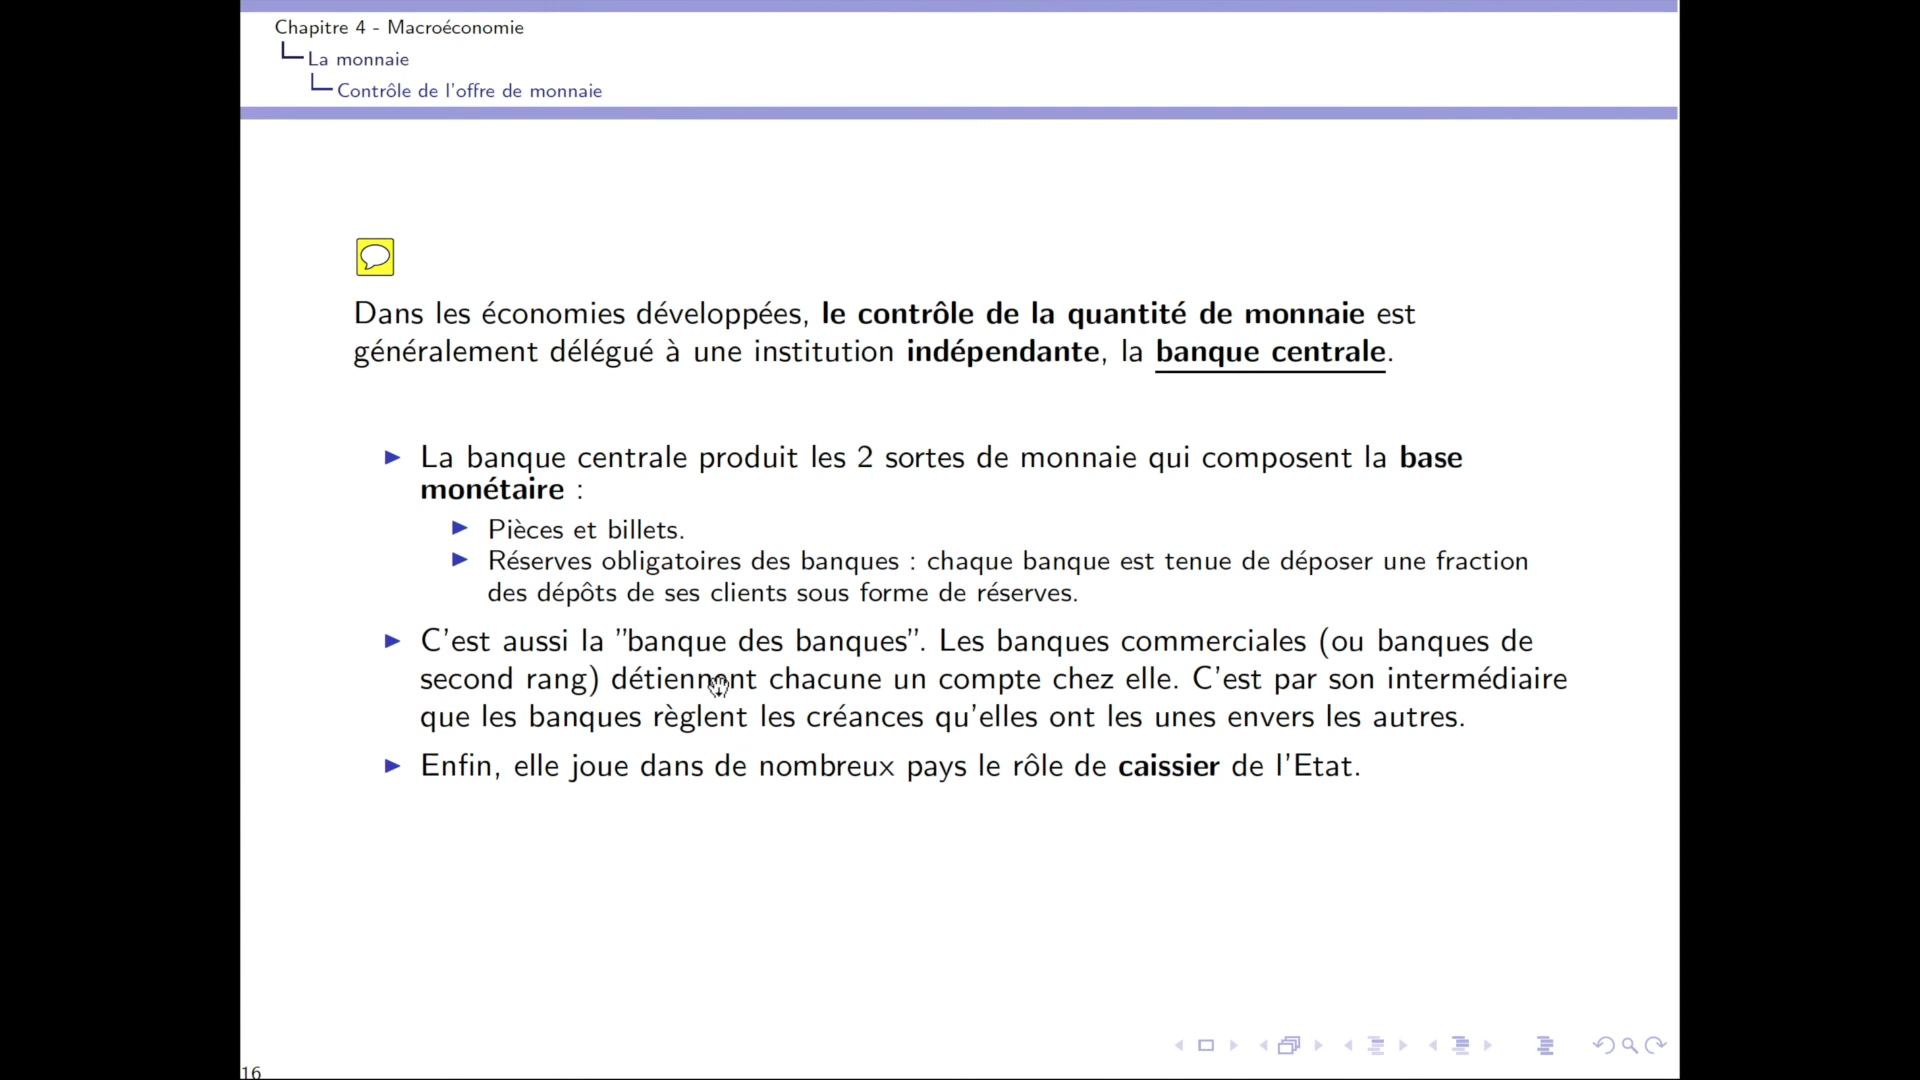 Chapitre 4 - Macroéconomie
La monnaie
Contrôle de l'offre de monnaie
Dans les économies développées, le contrôle de la quantité de monnaie est
généralement délégué à une institution indépendante, la banque centrale.
La banque centrale produit les 2 sortes de monnaie qui composent la base
monétaire :
Pièces et billets.
Réserves obligatoires des banques : chaque banque est tenue de déposer une fraction
des dépôts de ses clients sous forme de réserves.
C'est aussi la "banque des banques". Les banques commerciales (ou banques de
second rang) détiennent chacune un compte chez elle. C'est par son intermédiaire
que les banques règlent les créances qu'elles ont les unes envers les autres.
Enfin, elle joue dans de nombreux pays le rôle de caissier de l'Etat.
16